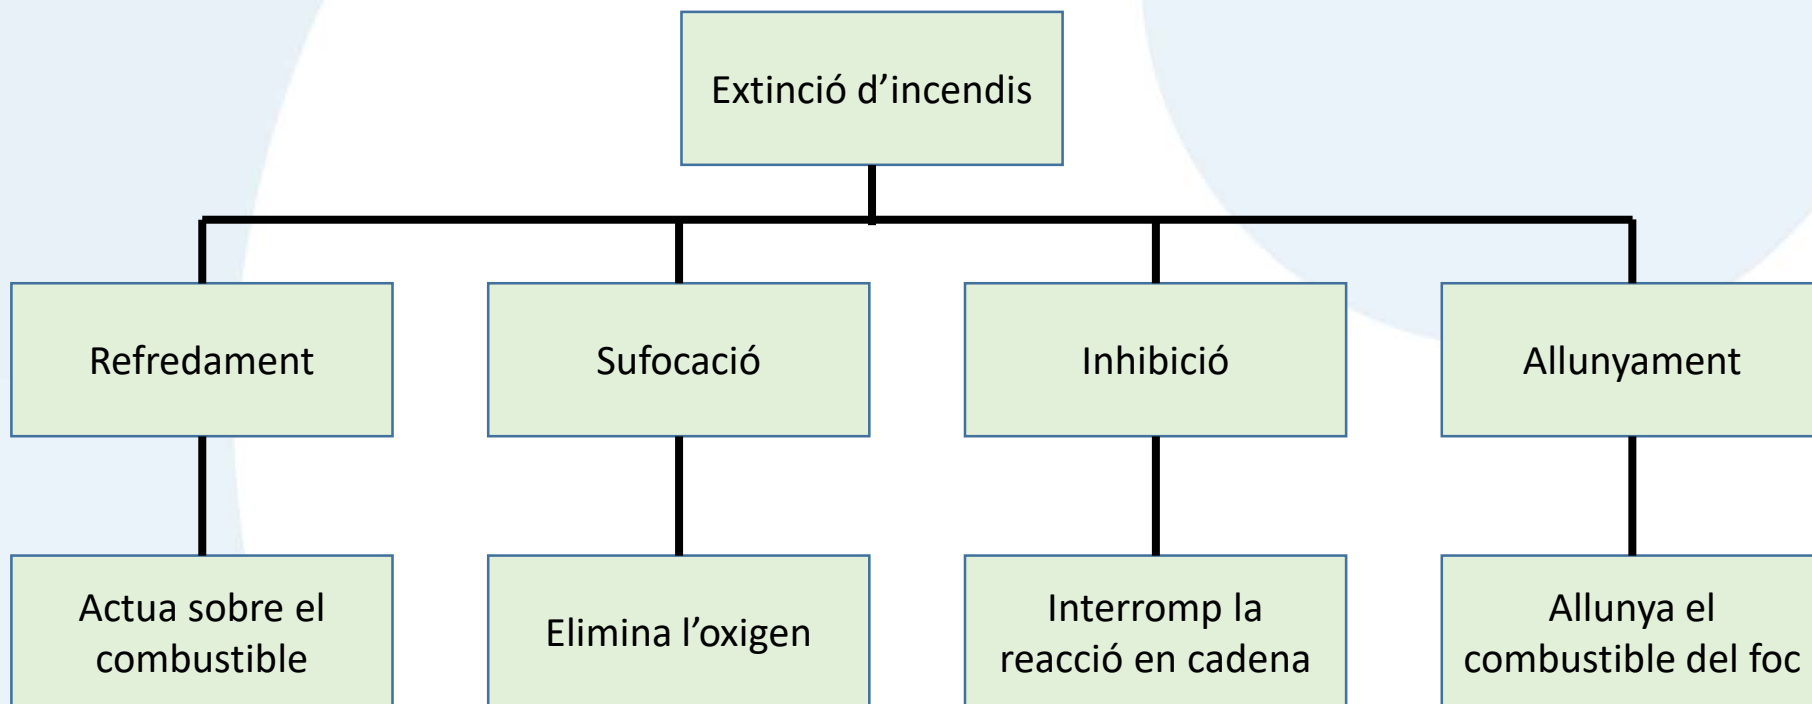 Extinció d’incendis
Refredament
Sufocació
Inhibició
Allunyament
Actua sobre el
combustible
Elimina l’oxigen
Interromp la
reacció en cadena
Allunya el
combustible del foc